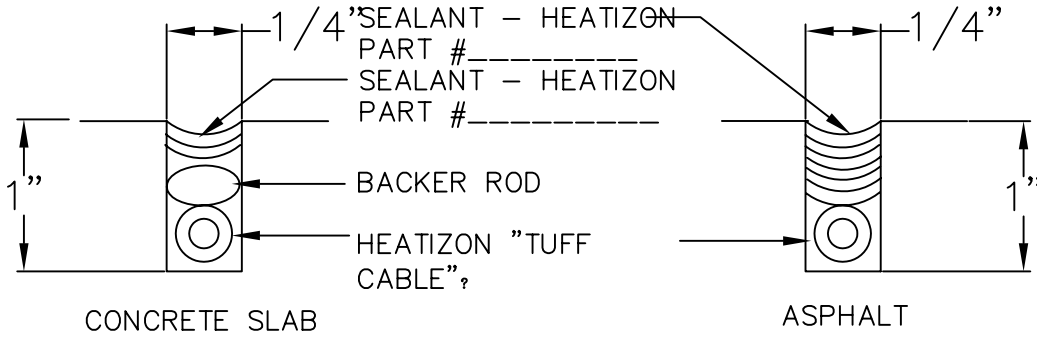 1/4”
SEALANT – HEATIZON
PART #_________
1/4”
SEALANT – HEATIZON
PART #__________
1”
BACKER ROD
1”
HEATIZON ”TUFF
CABLE”?
CONCRETE SLAB
ASPHALT